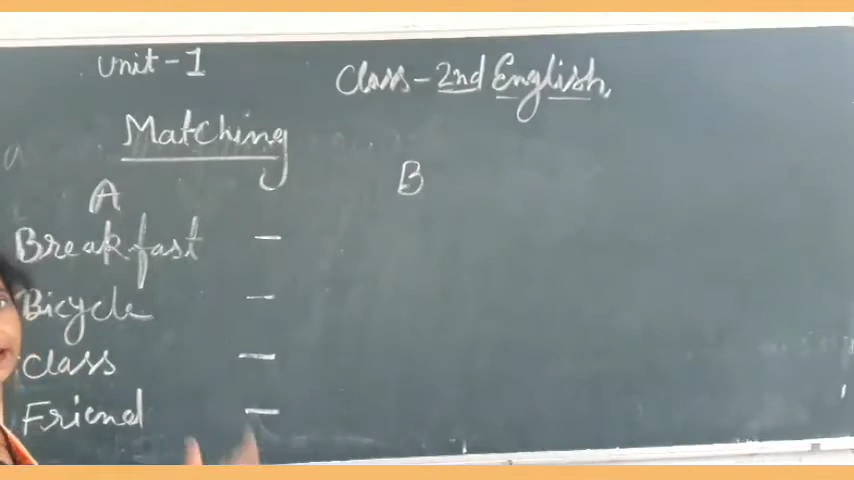 Unit-1
Class-2nd English
Matching
A B
Breakfast -
Bicycle -
Class -
Friend -